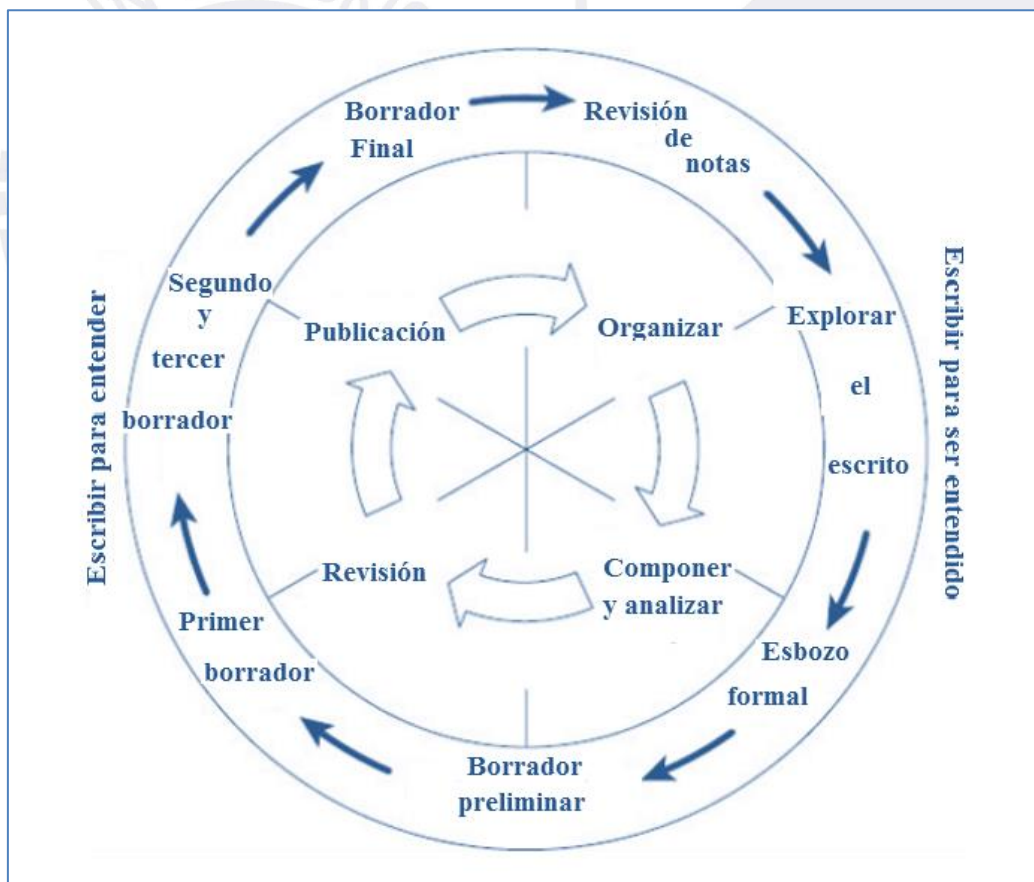 Borrador
Final
Revisión
de
notas
Explorar
el
escrito
Esbozo
formal
Borrador
preliminar
Primer
borrador
Segundo
y
tercer
borrador
Publicación
Organizar
Componer
y analizar
Revisión
Escribir para entender
Escribir para ser entendido